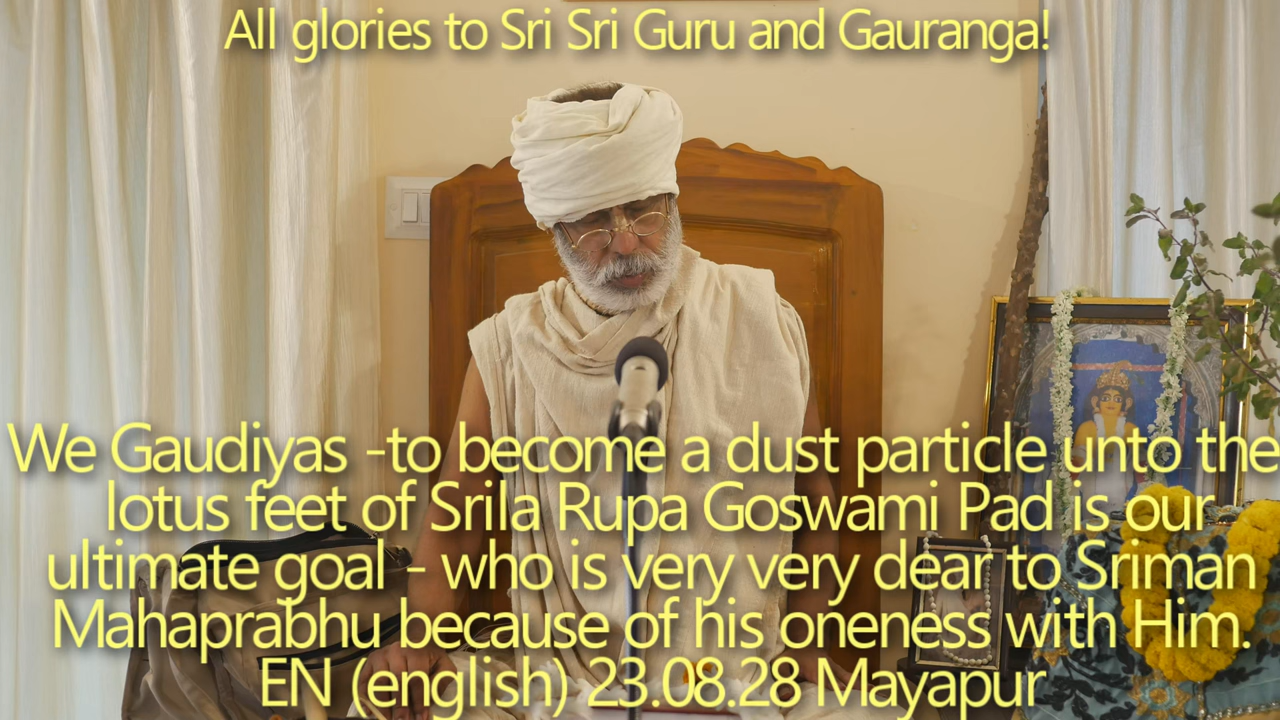 All glories to Sri Sri Guru and Gauranga!
We Gaudiyas -to become a dust particle unto the
lotus feet of Srila Rupa Goswami Pad is our
ultimate goal - who is very very dear to Sriman
Mahaprabhu because of his oneness with Him.
EN (english) 23.08.28 Mayapur